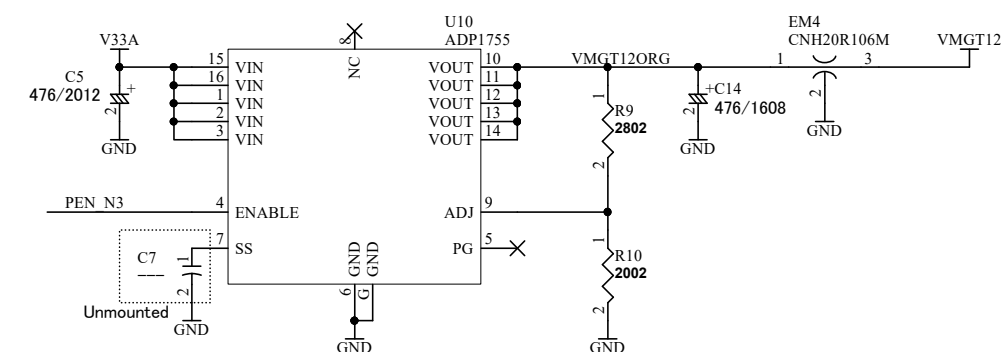 V33A
C5
476/2012
+
2
GND
U10
ADP1755
8
NC
15 VIN
16 VIN
1 VIN
2 VIN
3 VIN
VOUT 10
VOUT 11
VOUT 12
VOUT 13
VOUT 14
VMGT12ORG
EM4
CNH20R106M
1 3
2
GND
VMGT12
+ C14
476/1608
2
GND
1
R9
2802
2
PEN_N3 4 ENABLE
ADJ 9
7 SS
PG 5
C7
---
1
2
Unmounted
GND
GND
GND
6
G
GND
1
R10
2002
2
GND